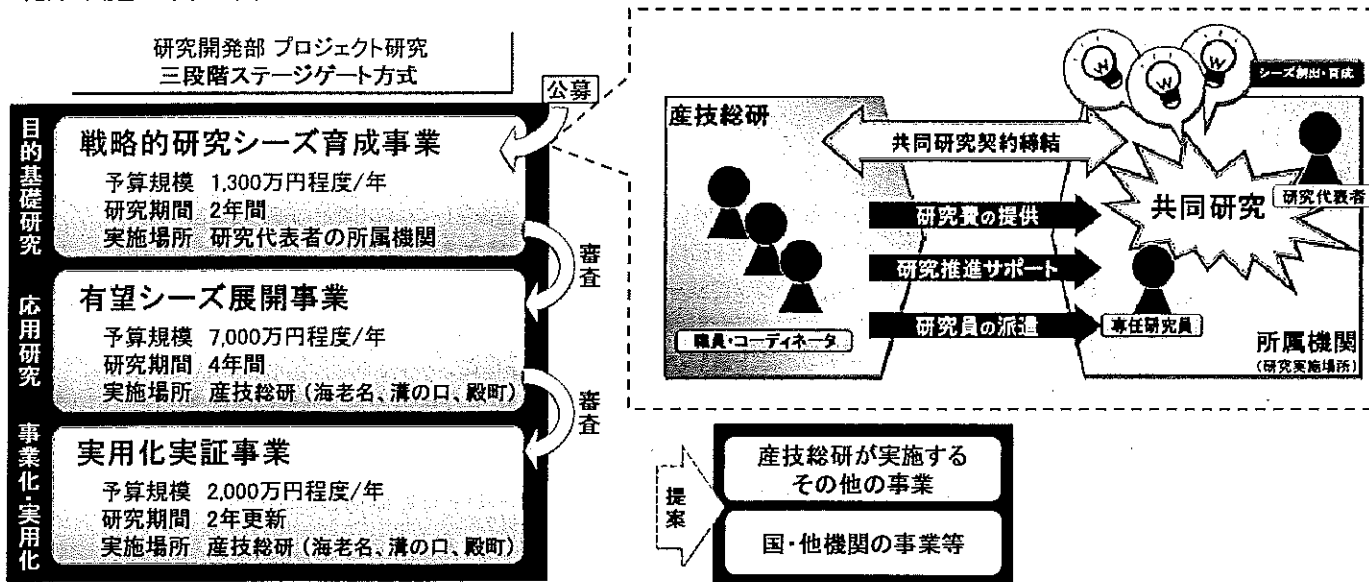 研究開発部 プロジェクト研究
三段階ステージゲート方式
公募
目的基礎研究
戦略的研究シーズ育成事業
予算規模 1,300万円程度/年
研究期間 2年間
実施場所 研究代表者の所属機関
審査
応用研究
有望シーズ展開事業
予算規模 7,000万円程度/年
研究期間 4年間
実施場所 産技総研(海老名、溝の口、殿町)
審査
事業化・実用化
実用化実証事業
予算規模 2,000万円程度/年
研究期間 2年更新
実施場所 産技総研(海老名、溝の口、殿町)
シーズ創出・育成
産技総研
共同研究契約締結
研究代表者
共同研究
研究費の提供
研究推進サポート
研究員の派遣
専任研究員
職員・コーディネータ
所属機関
(研究実施場所)
提案
産技総研が実施する
その他の事業
国・他機関の事業等